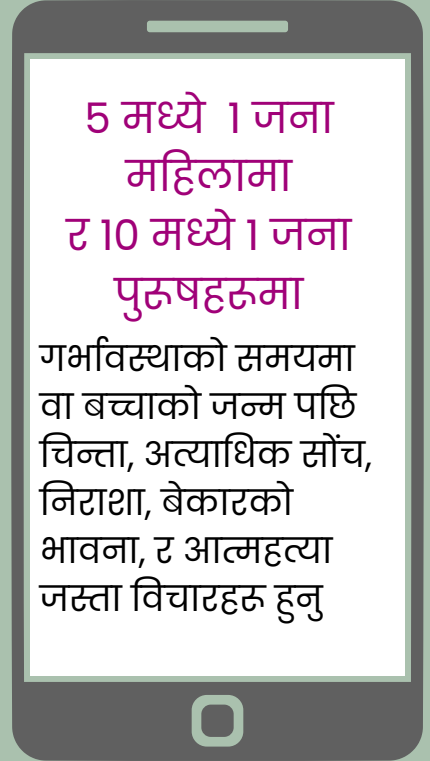 5 मध्ये 1 जना
महिलामा
र 10 मध्ये 1 जना
पुरूषहरूमा
गर्भावस्थाको समयमा
वा बच्चाको जन्म पछि
चिन्ता, अत्याधिक सोंच,
निराशा, बेकारको
भावना, र आत्महत्या
जस्ता विचारहरू हुनु